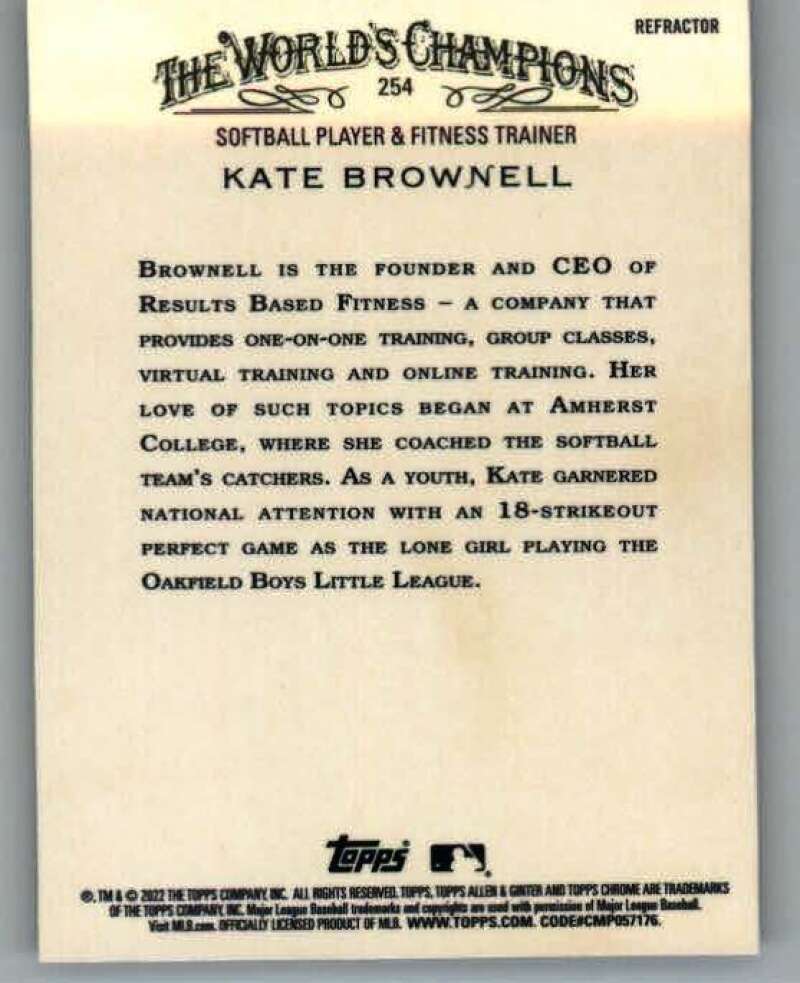 REFRACTOR
THE WORLD'S CHAMPIONS
254
SOFTBALL PLAYER & FITNESS TRAINER
KATE BROWNELL
BROWNELL IS THE FOUNDER AND CEO OF
RESULTS BASED FITNESS – A COMPANY THAT
PROVIDES ONE-ON-ONE TRAINING, GROUP CLASSES,
VIRTUAL TRAINING AND ONLINE TRAINING. HER
LOVE OF SUCH TOPICS BEGAN AT AMHERST
COLLEGE, WHERE SHE COACHED THE SOFTBALL
TEAM'S CATCHERS. AS A YOUTH, KATE GARNERED
NATIONAL ATTENTION WITH AN 18-STRIKEOUT
PERFECT GAME AS THE LONE GIRL PLAYING THE
OAKFIELD BOYS LITTLE LEAGUE.
Topps
®, TM & © 2022 THE TOPPS COMPANY, INC. ALL RIGHTS RESERVED. TOPPS, TOPPS ALLEN & GINTER AND TOPPS CHROME ARE TRADEMARKS
OF THE TOPPS COMPANY, INC. Major League Baseball trademarks and copyrights are used with permission of Major League Baseball.
Visit MLB.com. OFFICIALLY LICENSED PRODUCT OF MLB. WWW.TOPPS.COM. CODE#CMP057176.